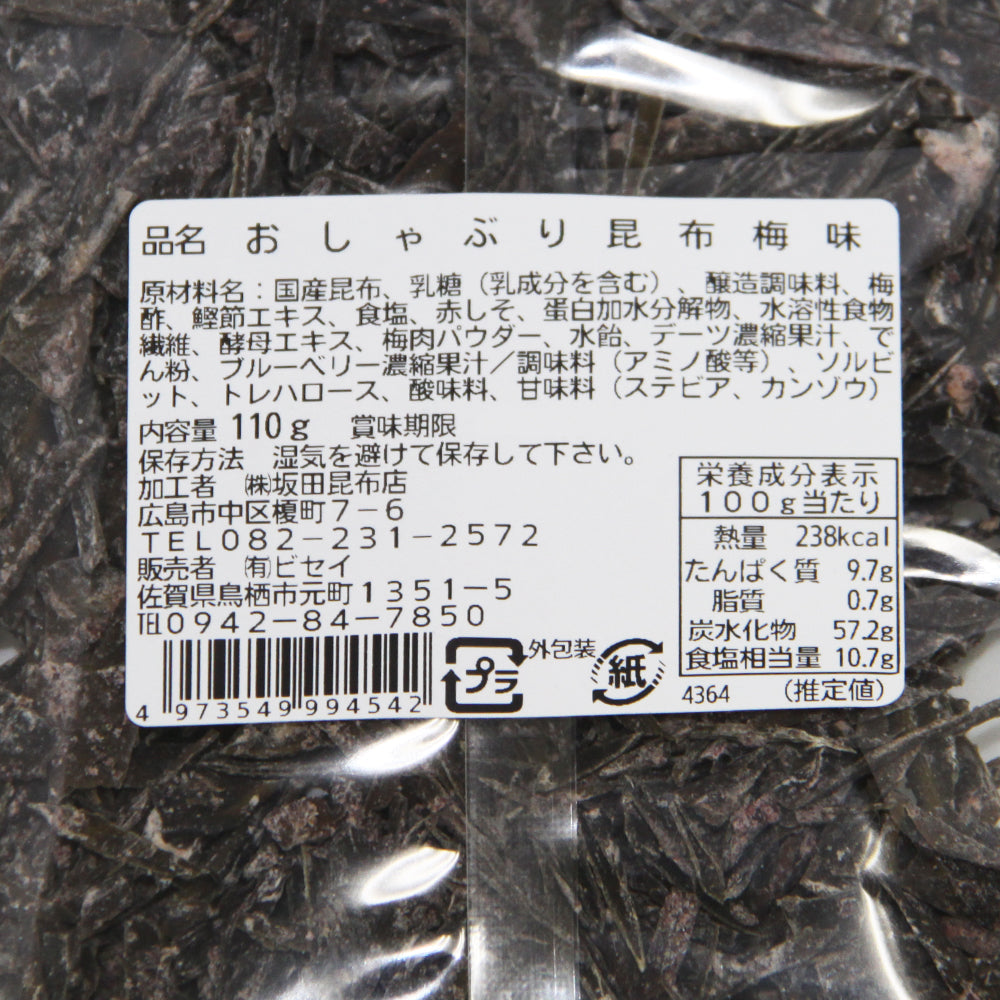 品名 おしゃぶり昆布梅味
原材料名：国産昆布、乳糖（乳成分を含む）、醸造調味料、梅
酢、鰹節エキス、食塩、赤しそ、蛋白加水分解物、水溶性食物
繊維、酵母エキス、梅肉パウダー、水飴、デーツ濃縮果汁、で
ん粉、ブルーベリー濃縮果汁／調味料（アミノ酸等）、ソルビ
ット、トレハロース、酸味料、甘味料（ステビア、カンゾウ）
内容量 110g 賞味期限
保存方法 湿気を避けて保存して下さい。
加工者 ㈱坂田昆布店
広島市中区榎町7－6
TEL082－231－2572
販売者 ㈲ビセイ
佐賀県鳥栖市元町1351－5
℡0942－84－7850
4 973549 994542
プラ
外包装
紙
栄養成分表示
100g当たり
熱量 238kcal
たんぱく質 9.7g
脂質 0.7g
炭水化物 57.2g
食塩相当量 10.7g
4364 （推定値）